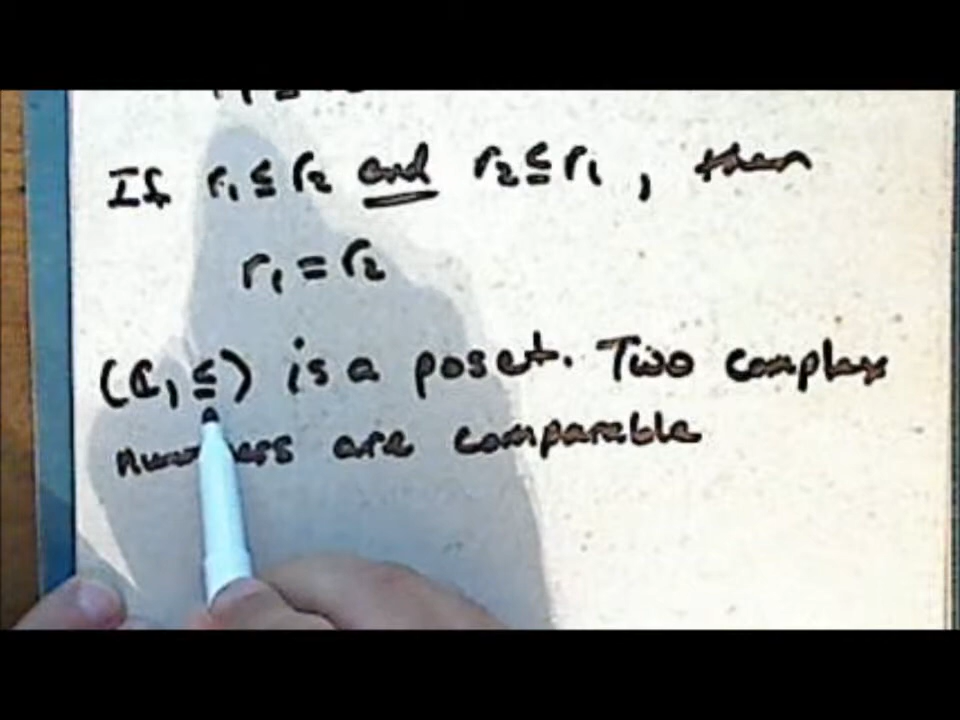 If r₁ ≤ r₂ and r₂ ≤ r₁, then
r₁ = r₂
(ℂ, ≤) is a poset. Two complex
numbers are comparable